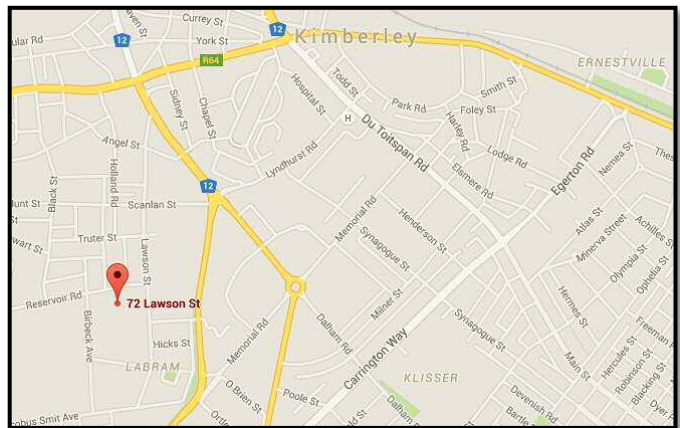 Currey St
12
Kimberley
York St
12
R64
ERNESTVILLE
Todd St
Smith St
Sidney St
Chapel St
Hospital St
Park Rd
Foley St
H
Du Toitspan Rd
Harley Rd
Angel St
Lyndhurst Rd
Lodge Rd
Nemea St
Elsmere Rd
Egerton Rd
Holland Rd
12
Black St
Scanlan St
Memorial Rd
Henderson St
Atlas St
Achilles St
Minerva Street
Truter St
Lawson St
Synagogue St
Olympia St
Ophelia St
Reservoir Rd
72 Lawson St
Milner St
Hermes St
Birbeck Ave
Synagogue St
Hicks St
Memorial Rd
Dalham Rd
Carrington Way
Main St
Hercules St
Robinson St
Blacking St
LABRAM
KLISSER
O Brien St
Poole St
Devenish Rd